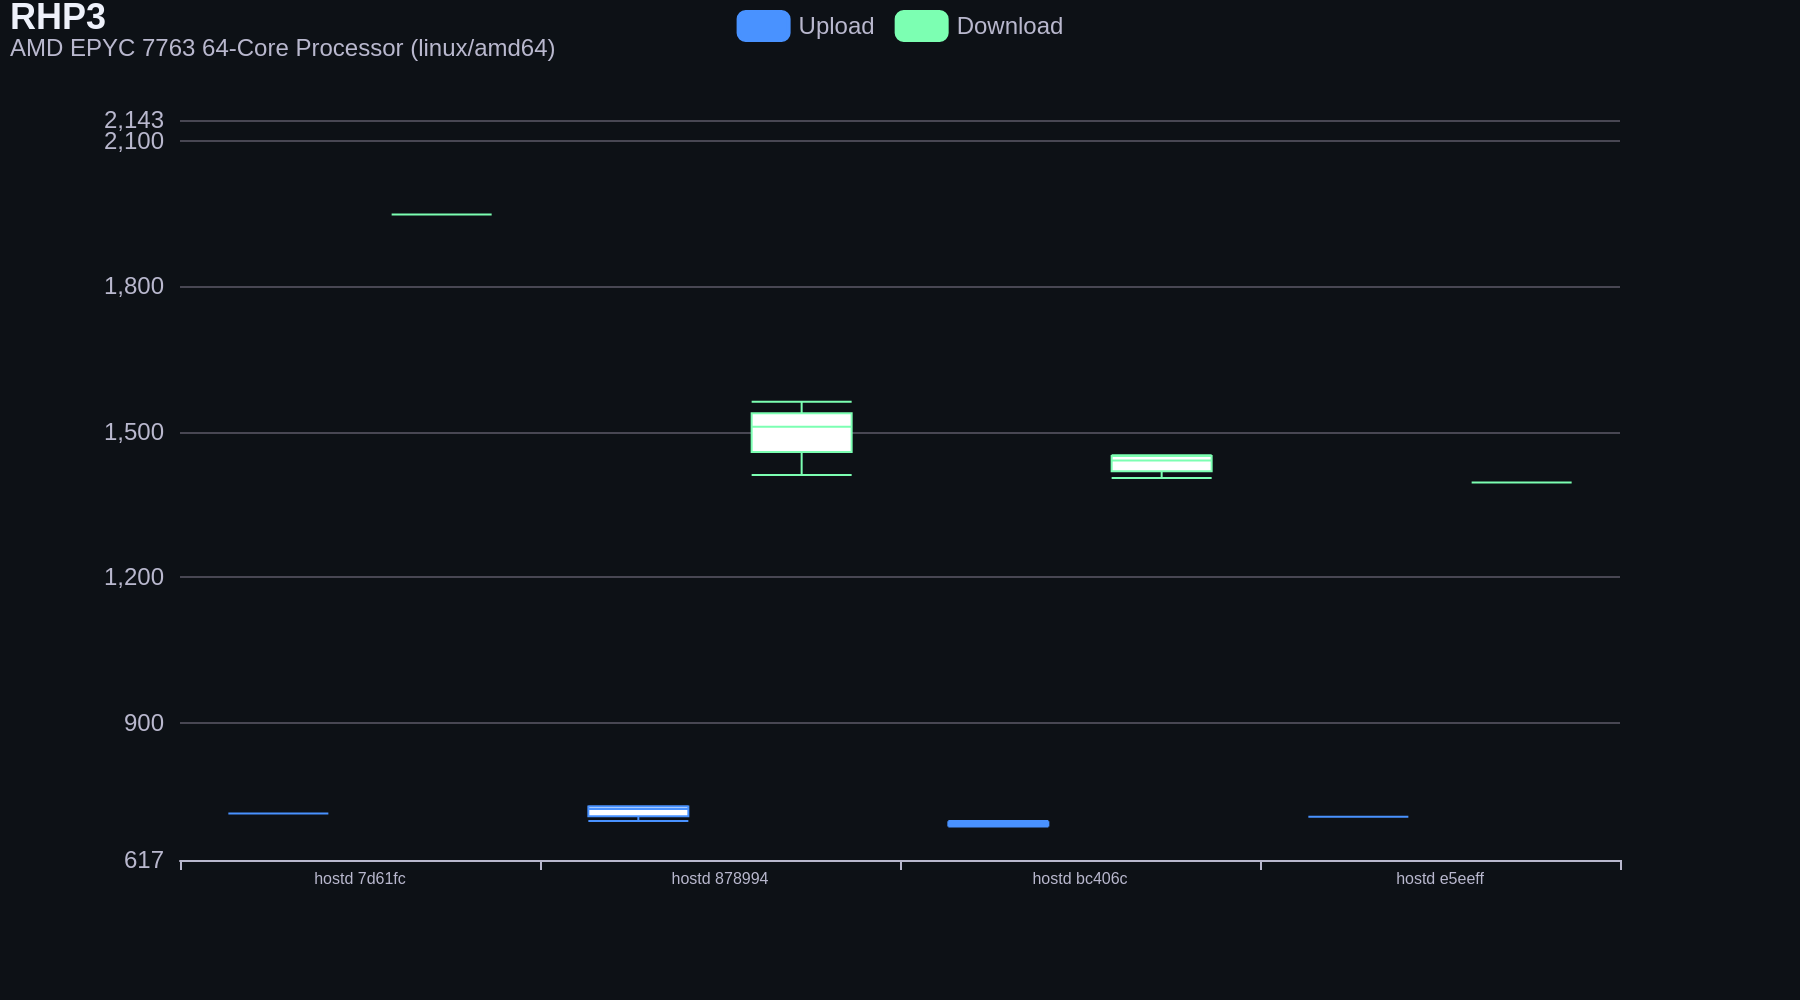 RHP3
AMD EPYC 7763 64-Core Processor (linux/amd64)
Upload
Download
2,143
2,100
1,800
1,500
1,200
900
617
hostd 7d61fc
hostd 878994
hostd bc406c
hostd e5eeff